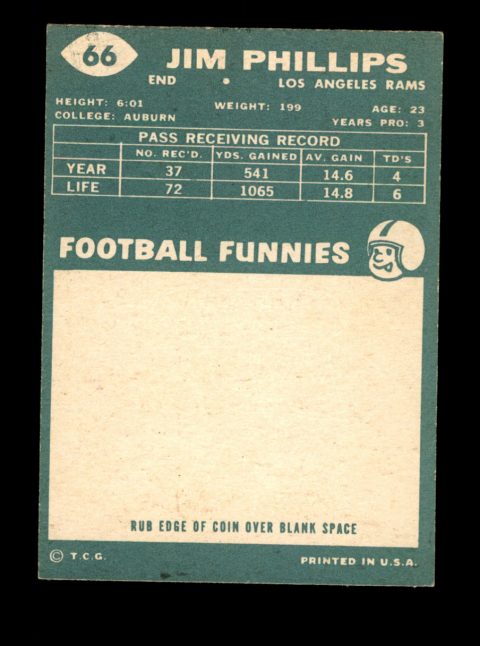 66 JIM PHILLIPS
END • LOS ANGELES RAMS
HEIGHT: 6:01 WEIGHT: 199 AGE: 23
COLLEGE: AUBURN YEARS PRO: 3
PASS RECEIVING RECORD
NO. REC'D. YDS. GAINED AV. GAIN TD'S
YEAR 37 541 14.6 4
LIFE 72 1065 14.8 6
FOOTBALL FUNNIES
RUB EDGE OF COIN OVER BLANK SPACE
© T.C.G. PRINTED IN U.S.A.